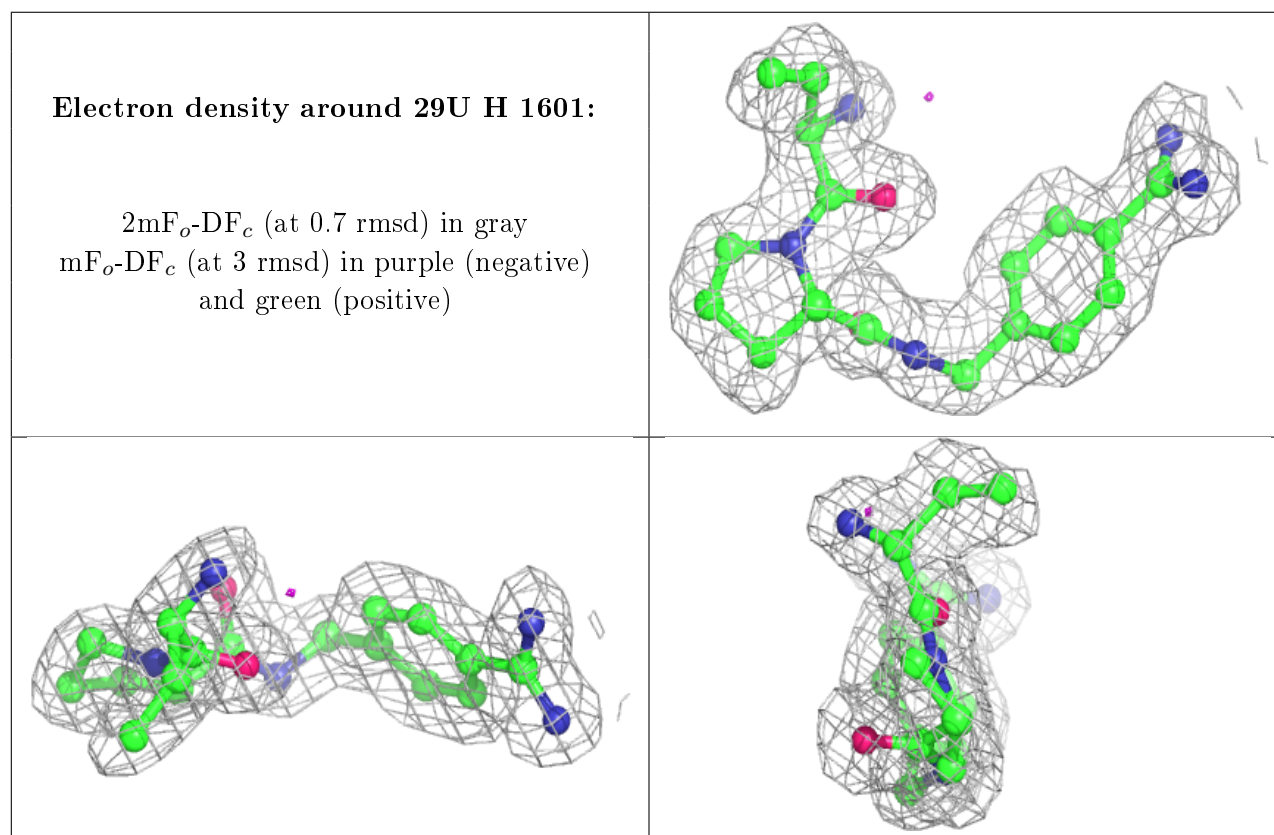 Electron density around 29U H 1601:
2mFₒ-DF𝒸 (at 0.7 rmsd) in gray
mFₒ-DF𝒸 (at 3 rmsd) in purple (negative)
and green (positive)